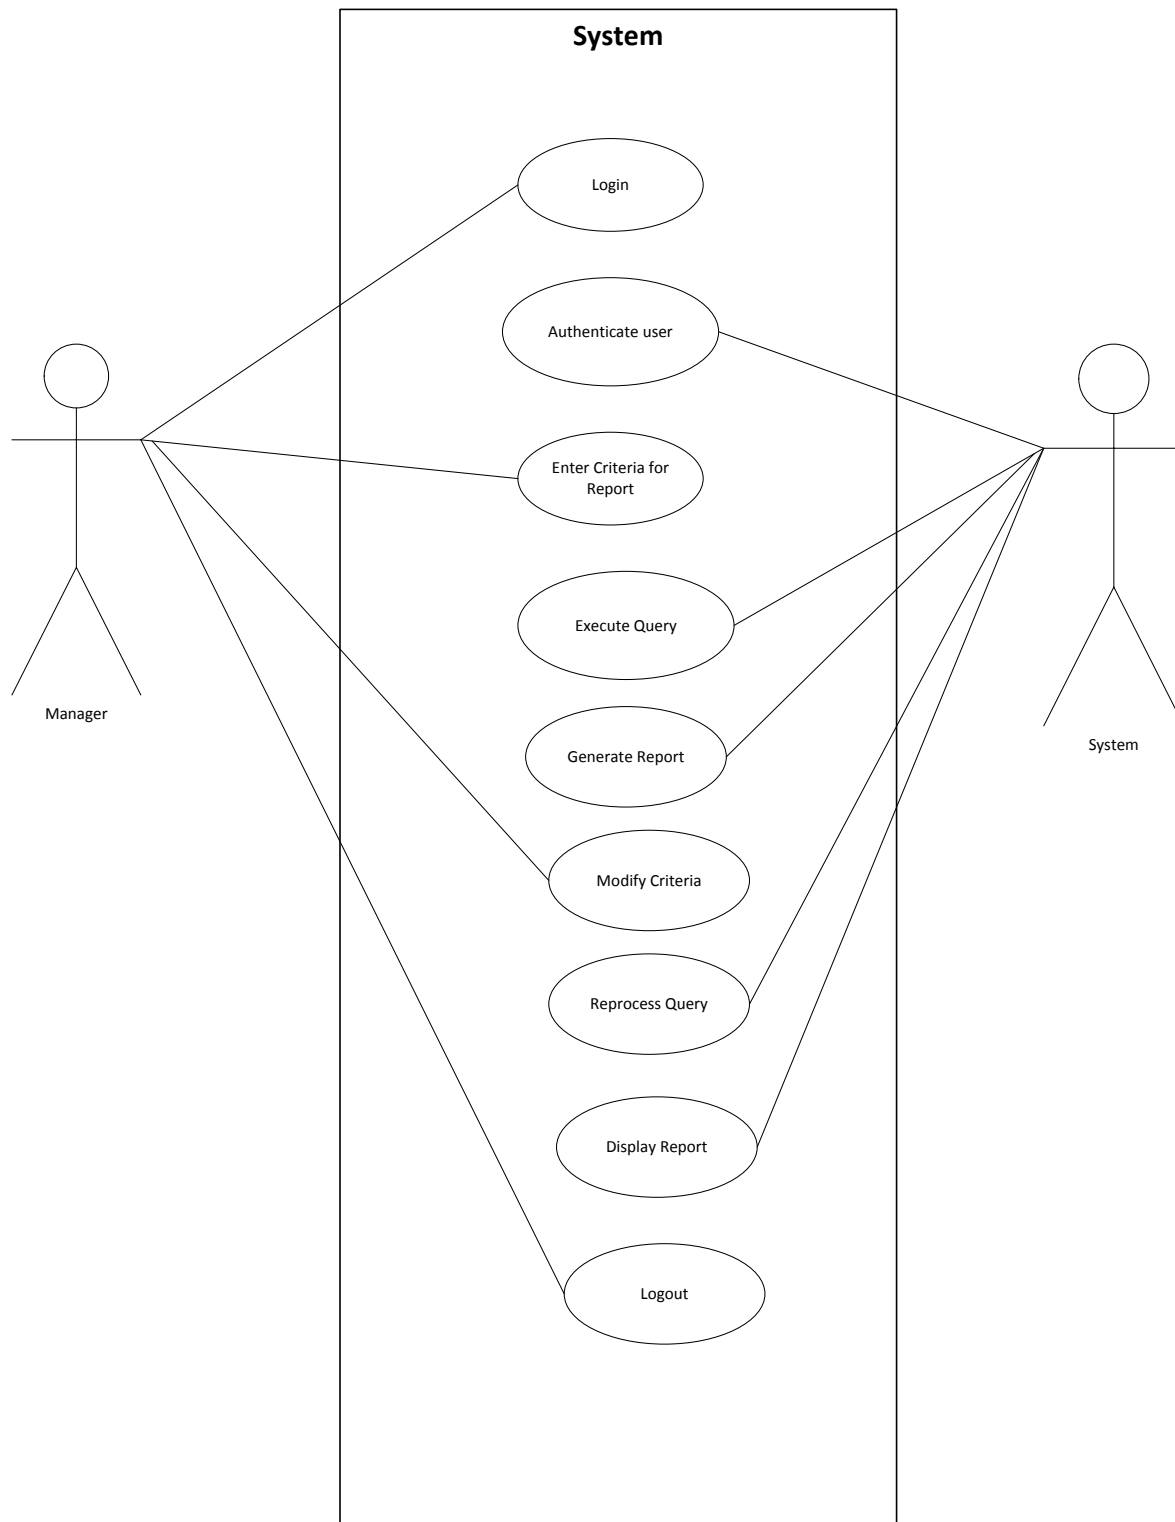 System
Login
Authenticate user
Enter Criteria for
Report
Execute Query
Manager
Generate Report
System
Modify Criteria
Reprocess Query
Display Report
Logout